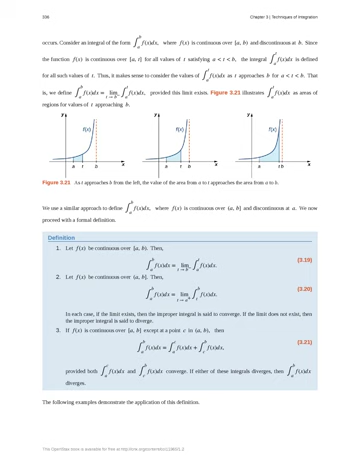 336 Chapter 3 | Techniques of Integration
occurs. Consider an integral of the form ∫_a^b f(x)dx, where f(x) is continuous over [a, b) and discontinuous at b. Since
the function f(x) is continuous over [a, t] for all values of t satisfying a < t < b, the integral ∫_a^t f(x)dx is defined
for all such values of t. Thus, it makes sense to consider the values of ∫_a^t f(x)dx as t approaches b for a < t < b. That
is, we define ∫_a^b f(x)dx = lim_{t → b⁻} ∫_a^t f(x)dx, provided this limit exists. Figure 3.21 illustrates ∫_a^t f(x)dx as areas of
regions for values of t approaching b.
y y y
f(x) f(x) f(x)
a t b x a t b x a t b x
Figure 3.21 As t approaches b from the left, the value of the area from a to t approaches the area from a to b.
We use a similar approach to define ∫_a^b f(x)dx, where f(x) is continuous over (a, b] and discontinuous at a. We now
proceed with a formal definition.
Definition
1. Let f(x) be continuous over [a, b). Then,
∫_a^b f(x)dx = lim_{t → b⁻} ∫_a^t f(x)dx. (3.19)
2. Let f(x) be continuous over (a, b]. Then,
∫_a^b f(x)dx = lim_{t → a⁺} ∫_t^b f(x)dx. (3.20)
In each case, if the limit exists, then the improper integral is said to converge. If the limit does not exist, then
the improper integral is said to diverge.
3. If f(x) is continuous over [a, b] except at a point c in (a, b), then
∫_a^b f(x)dx = ∫_a^c f(x)dx + ∫_c^b f(x)dx, (3.21)
provided both ∫_a^c f(x)dx and ∫_c^b f(x)dx converge. If either of these integrals diverges, then ∫_a^b f(x)dx
diverges.
The following examples demonstrate the application of this definition.
This OpenStax book is available for free at http://cnx.org/content/col11965/1.2